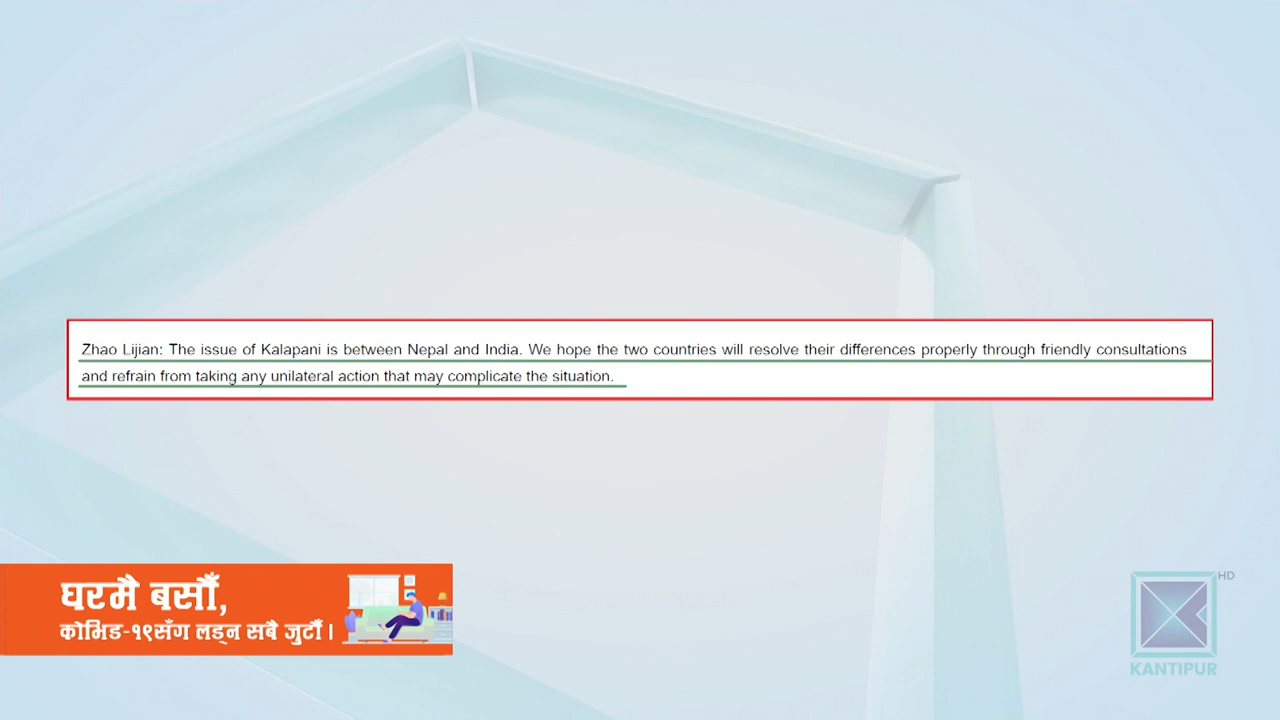 Zhao Lijian: The issue of Kalapani is between Nepal and India. We hope the two countries will resolve their differences properly through friendly consultations
and refrain from taking any unilateral action that may complicate the situation.
घरमै बसौँ,
कोभिड-१९सँग लड्न सबै जुटौँ ।
HD
KANTIPUR